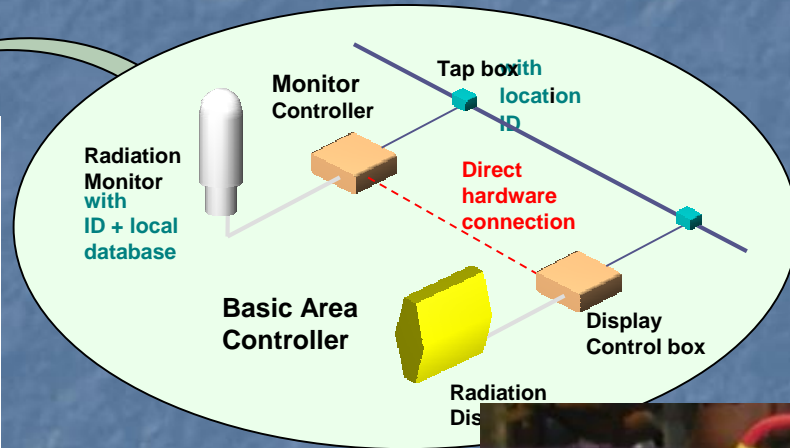 Tap box with
location
ID
Monitor
Controller
Radiation
Monitor
with
ID + local
database
Direct
hardware
connection
Basic Area
Controller
Display
Control box
Radiation